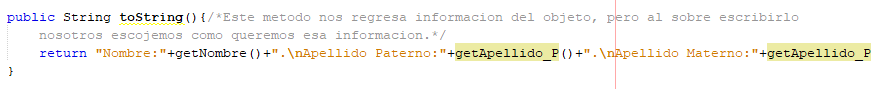 public String toString(){/*Este metodo nos regresa informacion del objeto, pero al sobre escribirlo
nosotros escojemos como queremos esa informacion.*/
return "Nombre:"+getNombre()+".\nApellido Paterno:"+getApellido_P()+".\nApellido Materno:"+getApellido_P
}